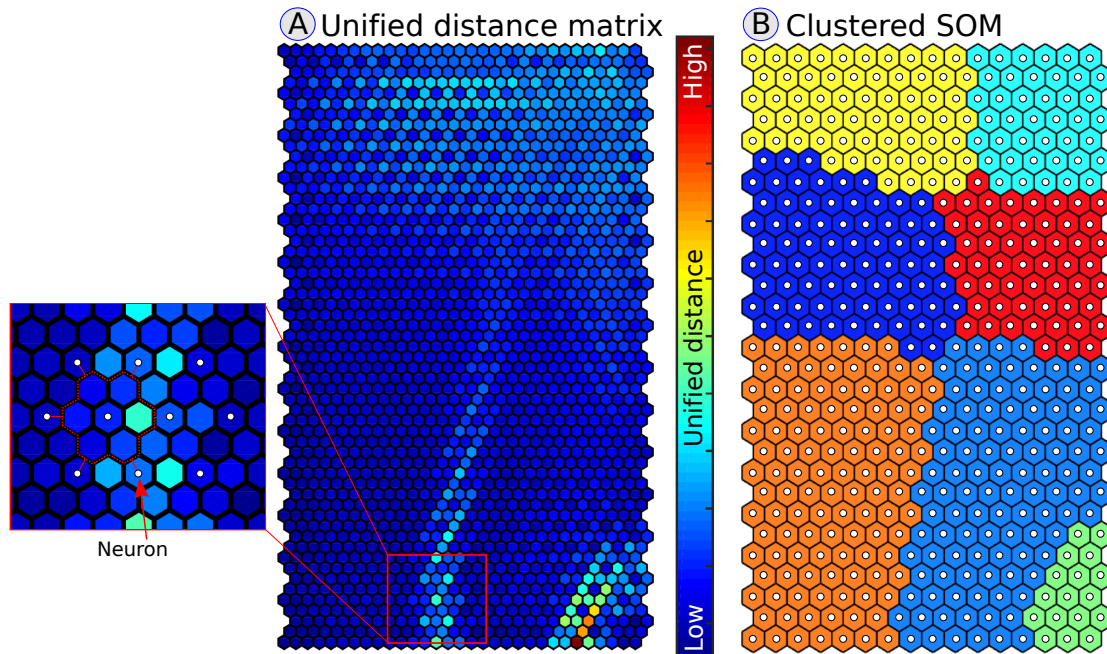 A Unified distance matrix
B Clustered SOM
High
Unified distance
Low
Neuron